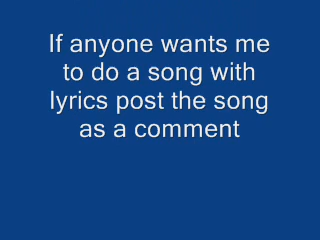 If anyone wants me
to do a song with
lyrics post the song
as a comment